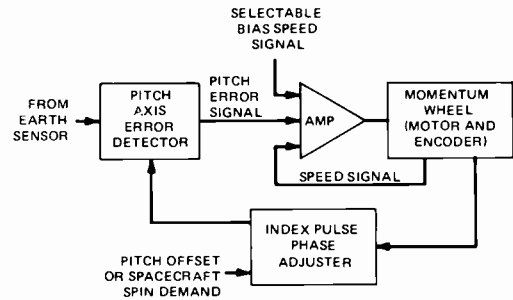 SELECTABLE
BIAS SPEED
SIGNAL
FROM
EARTH
SENSOR
PITCH
AXIS
ERROR
DETECTOR
PITCH
ERROR
SIGNAL
AMP
MOMENTUM
WHEEL
(MOTOR AND
ENCODER)
SPEED SIGNAL
INDEX PULSE
PHASE
ADJUSTER
PITCH OFFSET
OR SPACECRAFT
SPIN DEMAND